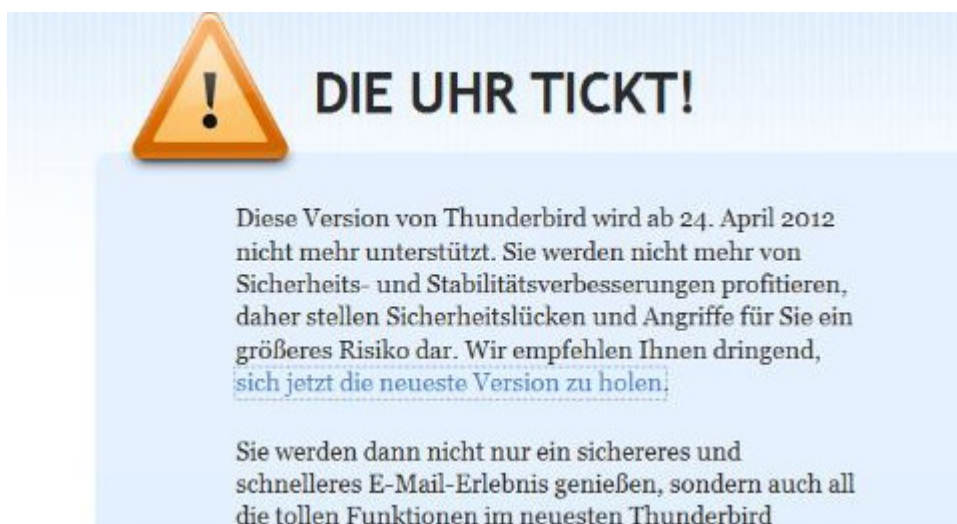 !
DIE UHR TICKT!
Diese Version von Thunderbird wird ab 24. April 2012
nicht mehr unterstützt. Sie werden nicht mehr von
Sicherheits- und Stabilitätsverbesserungen profitieren,
daher stellen Sicherheitslücken und Angriffe für Sie ein
größeres Risiko dar. Wir empfehlen Ihnen dringend,
sich jetzt die neueste Version zu holen.
Sie werden dann nicht nur ein sichereres und
schnelleres E-Mail-Erlebnis genießen, sondern auch all
die tollen Funktionen im neuesten Thunderbird